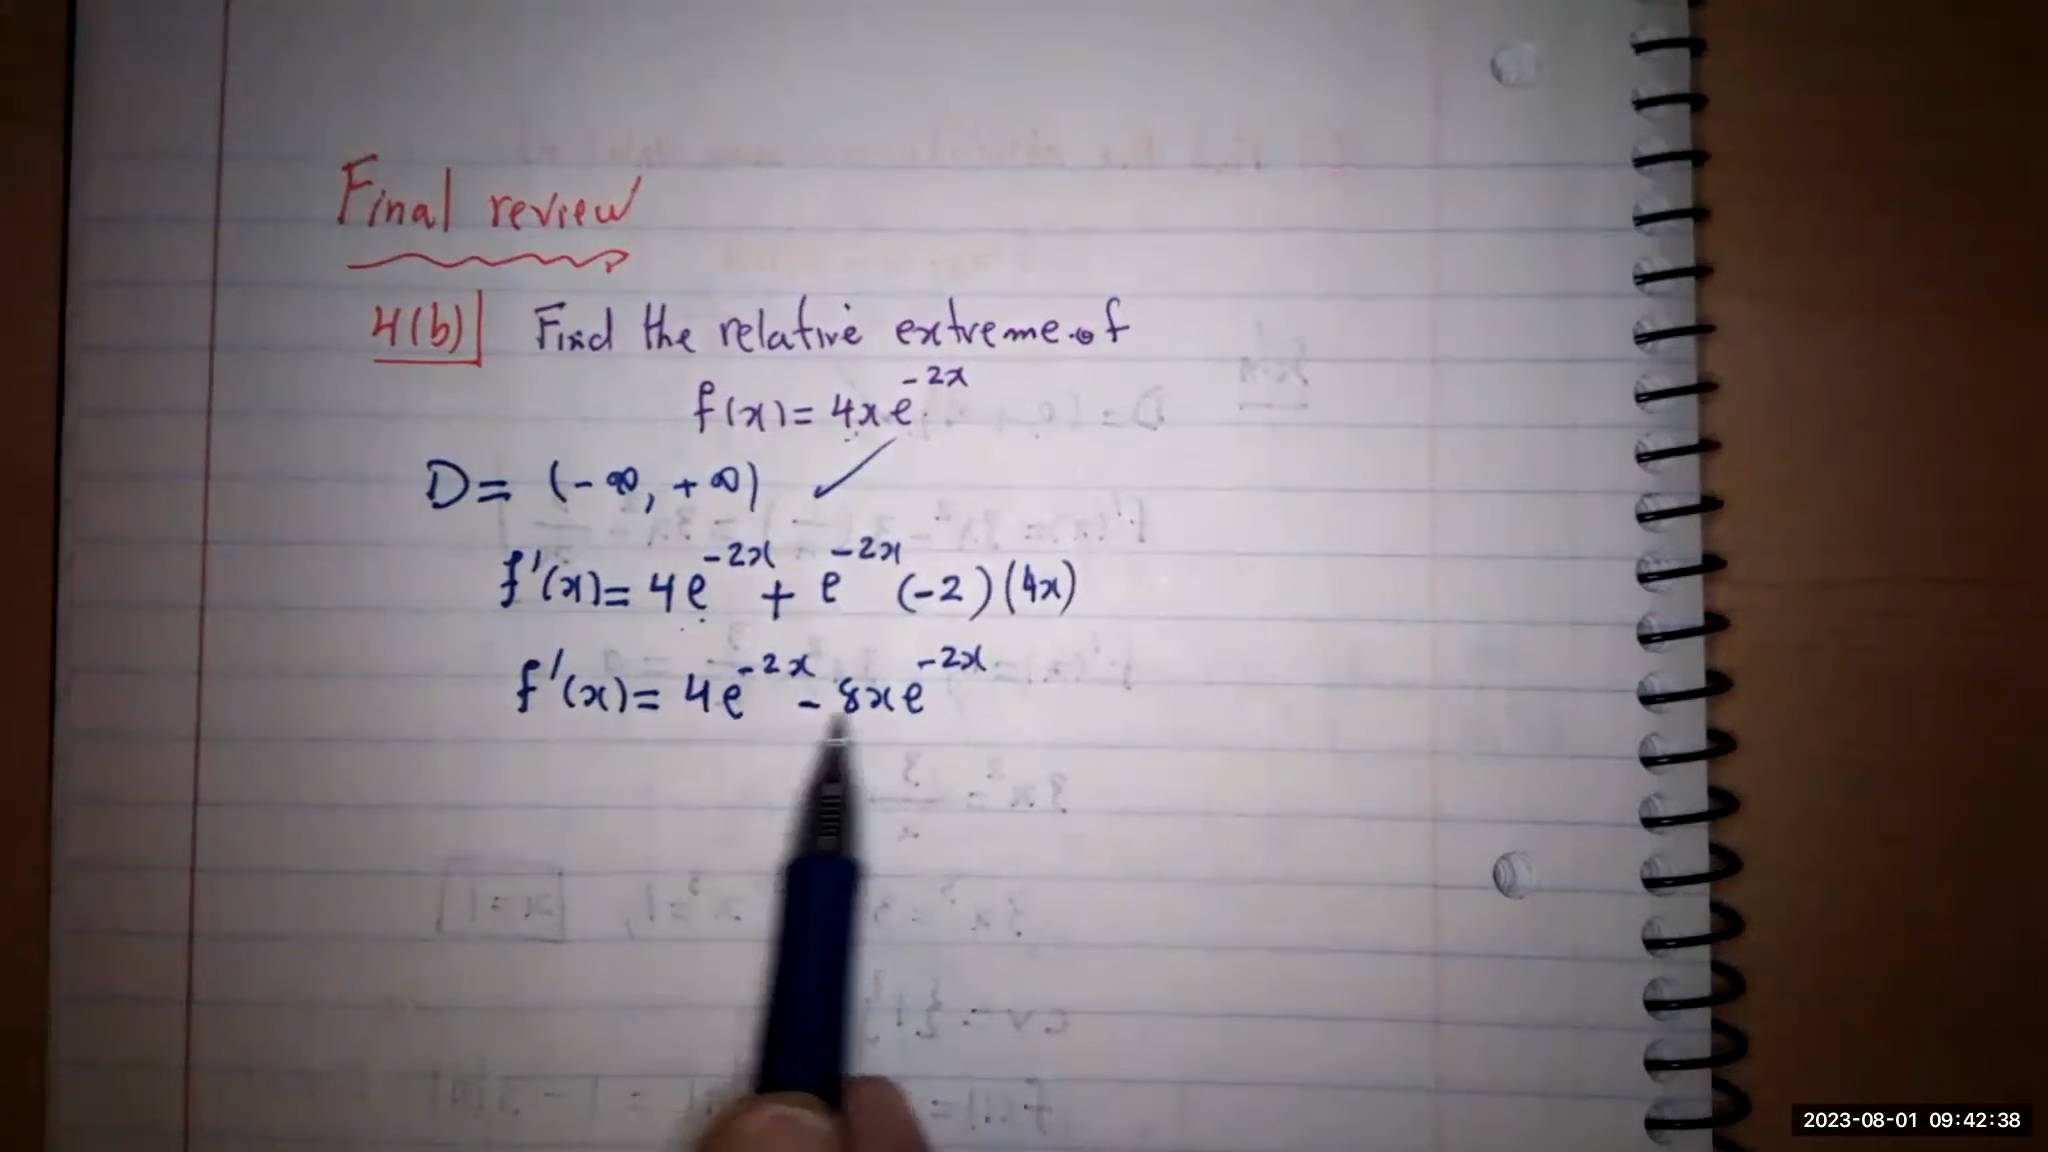 Final review
4(b) Find the relative extreme of
f(x) = 4xe^-2x
D = (-∞, +∞)
f'(x) = 4e^-2x + e^-2x (-2)(4x)
f'(x) = 4e^-2x - 8xe^-2x
2023-08-01 09:42:38